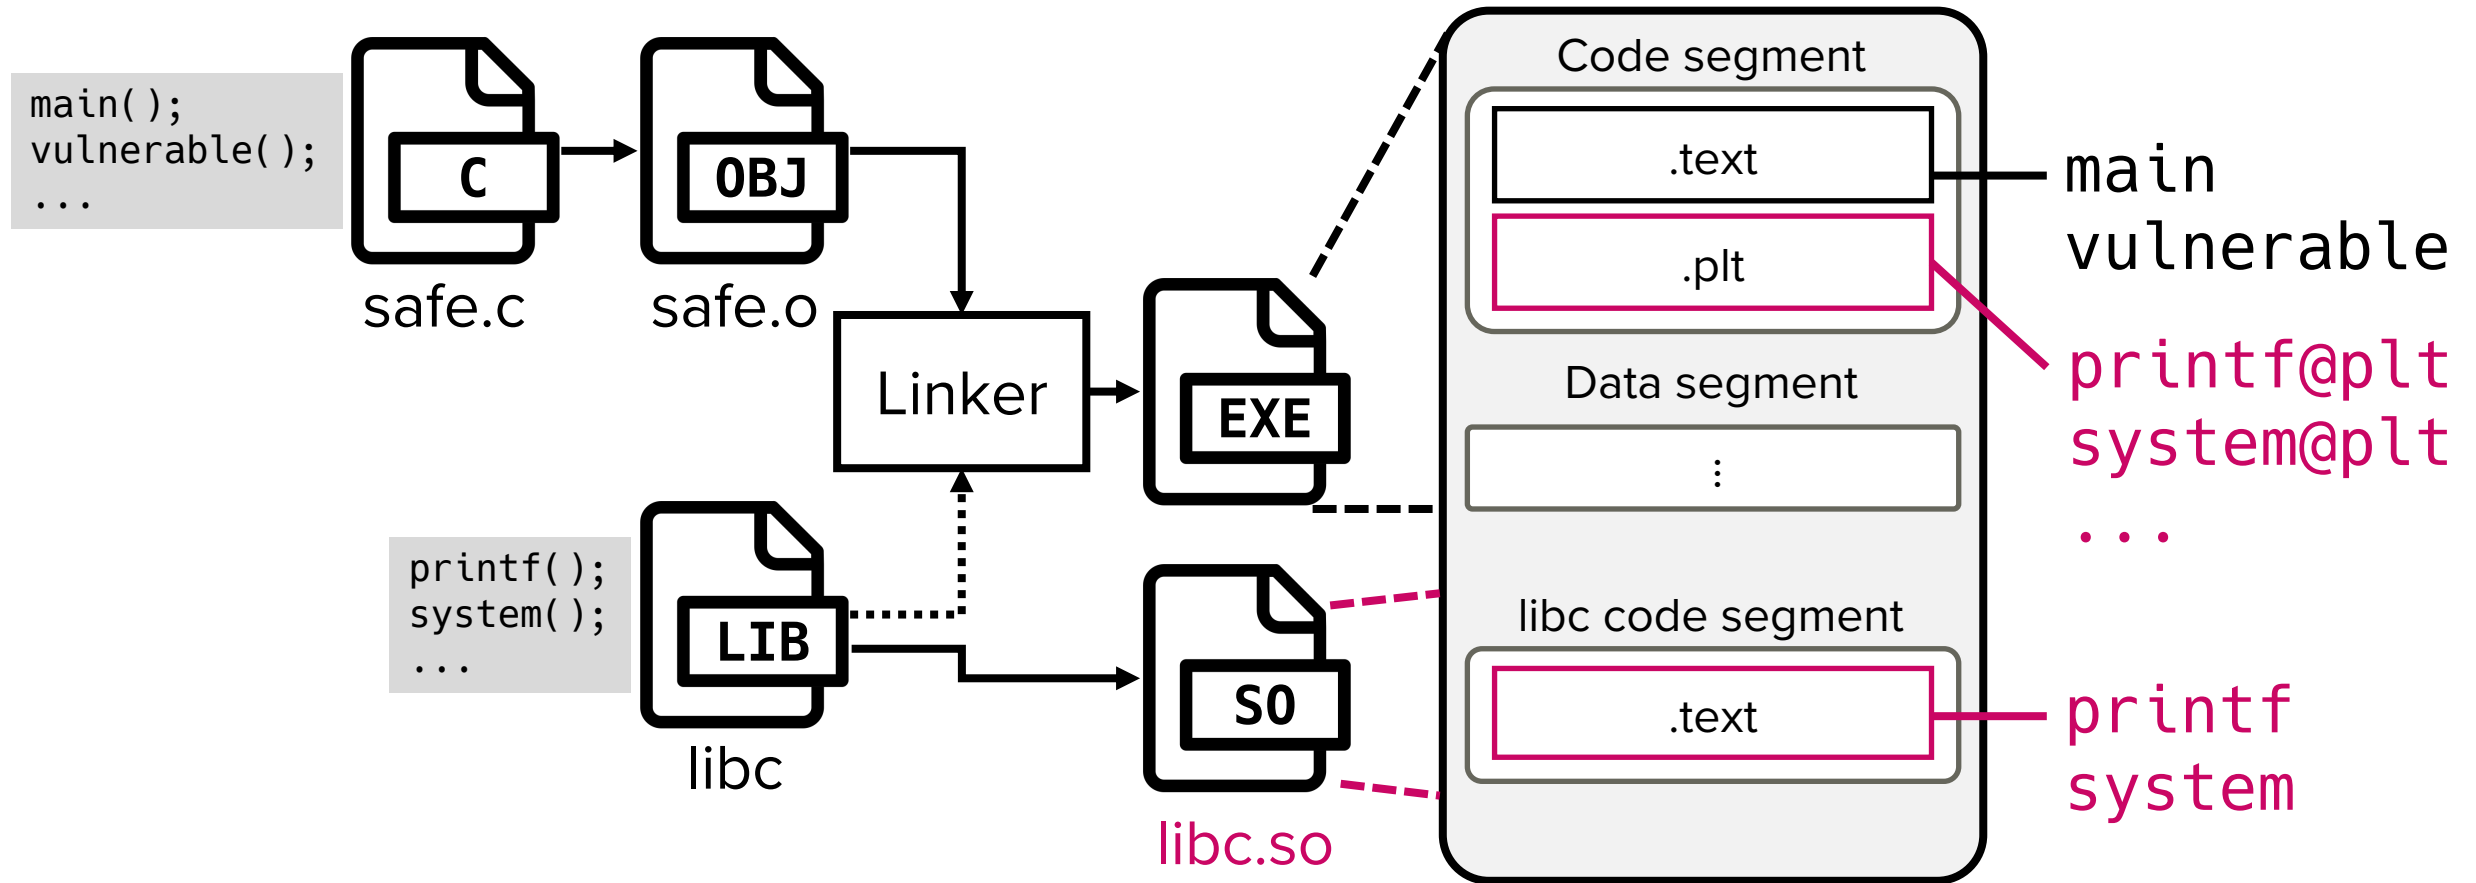 main();
vulnerable();
...
C
safe.c
OBJ
safe.o
Linker
printf();
system();
...
LIB
libc
EXE
SO
libc.so
Code segment
.text
.plt
Data segment
⋮
libc code segment
.text
main
vulnerable
printf@plt
system@plt
...
printf
system